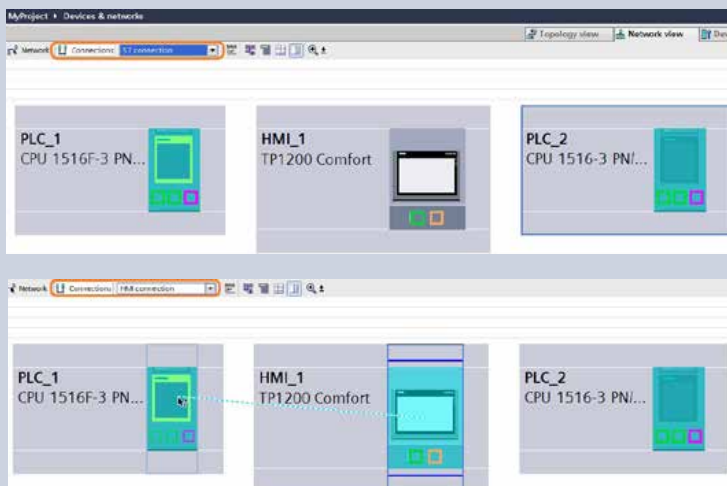 MyProject ▸ Devices & networks
Topology view
Network view
Dev
Network
Connections
S7 connection
PLC_1
CPU 1516F-3 PN...
HMI_1
TP1200 Comfort
PLC_2
CPU 1516-3 PN/...
Network
Connections
HMI connection
PLC_1
CPU 1516F-3 PN...
HMI_1
TP1200 Comfort
PLC_2
CPU 1516-3 PN/...